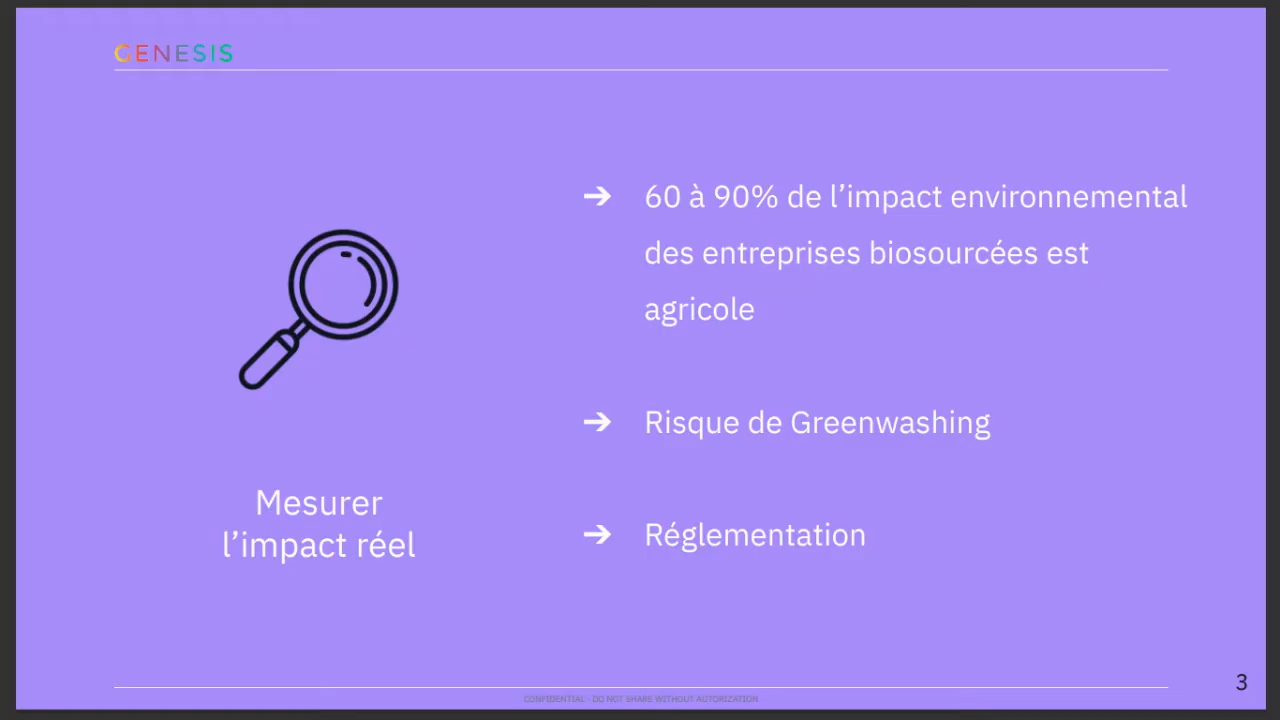 GENESIS
➔ 60 à 90% de l’impact environnemental
des entreprises biosourcées est
agricole
➔ Risque de Greenwashing
➔ Réglementation
Mesurer
l’impact réel
CONFIDENTIAL - DO NOT SHARE WITHOUT AUTORIZATION
3